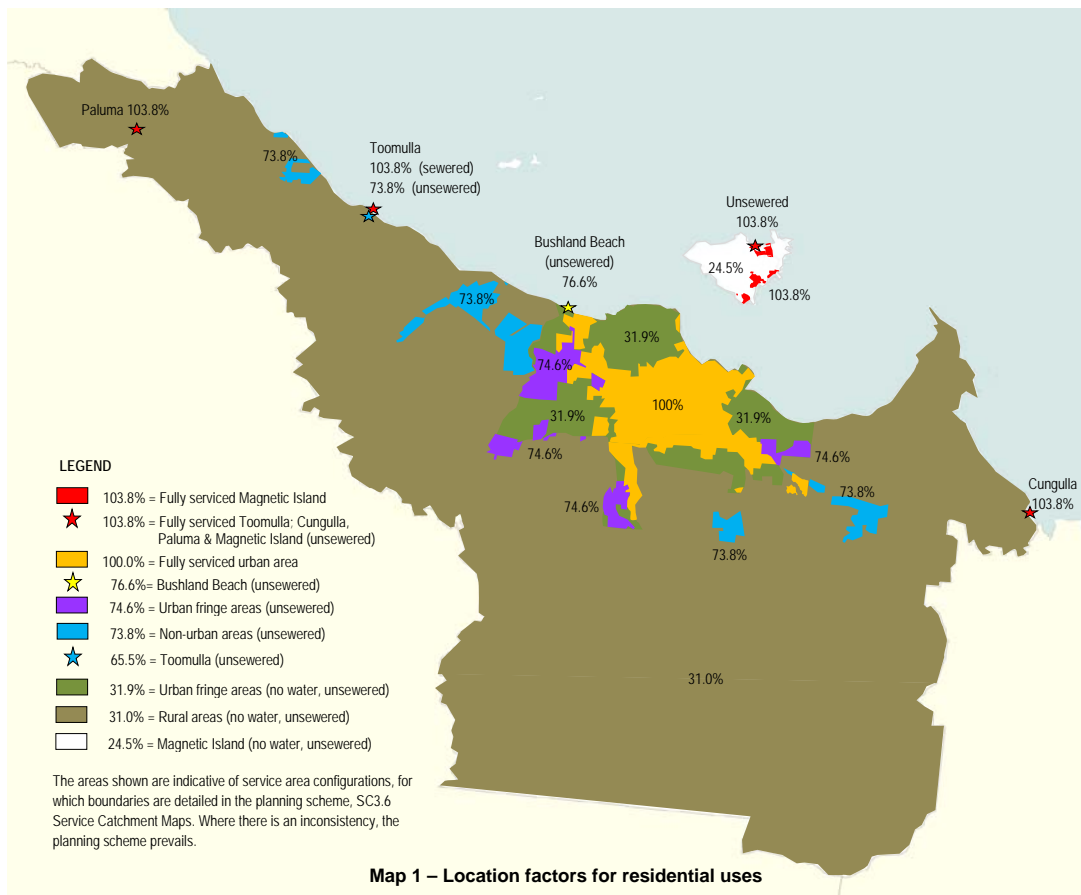 Paluma 103.8%
73.8%
Toomulla
103.8% (sewered)
73.8% (unsewered)
Unsewered
103.8%
24.5%
103.8%
Bushland Beach
(unsewered)
76.6%
73.8%
31.9%
74.6%
100%
31.9%
31.9%
74.6%
74.6%
74.6%
73.8%
73.8%
Cungulla
103.8%
31.0%
LEGEND
103.8% = Fully serviced Magnetic Island
103.8% = Fully serviced Toomulla; Cungulla,
Paluma & Magnetic Island (unsewered)
100.0% = Fully serviced urban area
76.6%= Bushland Beach (unsewered)
74.6% = Urban fringe areas (unsewered)
73.8% = Non-urban areas (unsewered)
65.5% = Toomulla (unsewered)
31.9% = Urban fringe areas (no water, unsewered)
31.0% = Rural areas (no water, unsewered)
24.5% = Magnetic Island (no water, unsewered)
The areas shown are indicative of service area configurations, for
which boundaries are detailed in the planning scheme, SC3.6
Service Catchment Maps. Where there is an inconsistency, the
planning scheme prevails.
Map 1 – Location factors for residential uses